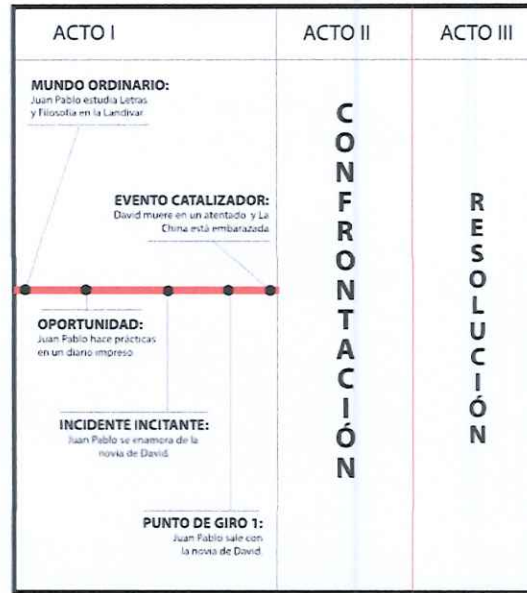 ACTO I
ACTO II
ACTO III
MUNDO ORDINARIO:
Juan Pablo estudia Letras
y Filosofía en la Landivar
EVENTO CATALIZADOR:
David muere en un atentado y La
China está embarazada
OPORTUNIDAD:
Juan Pablo hace prácticas
en un diario impreso
INCIDENTE INCITANTE:
Juan Pablo se enamora de la
novia de David.
PUNTO DE GIRO 1:
Juan Pablo sale con
la novia de David.
CONFRONTACIÓN
RESOLUCIÓN